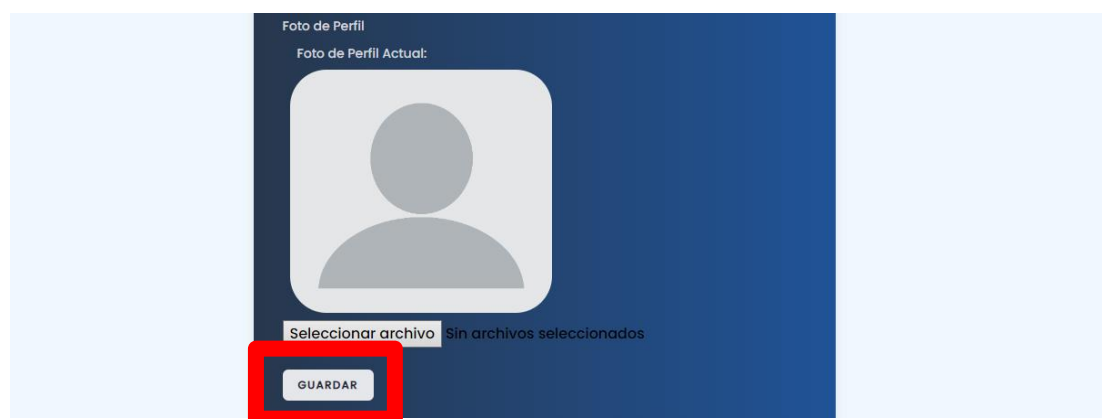 Foto de Perfil
Foto de Perfil Actual:
Seleccionar archivo Sin archivos seleccionados
GUARDAR